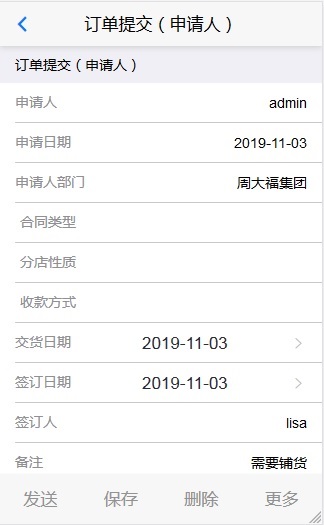 订单提交（申请人）
订单提交（申请人）
申请人 admin
申请日期 2019-11-03
申请人部门 周大福集团
合同类型
分店性质
收款方式
交货日期 2019-11-03
签订日期 2019-11-03
签订人 lisa
备注 需要铺货
发送 保存 删除 更多